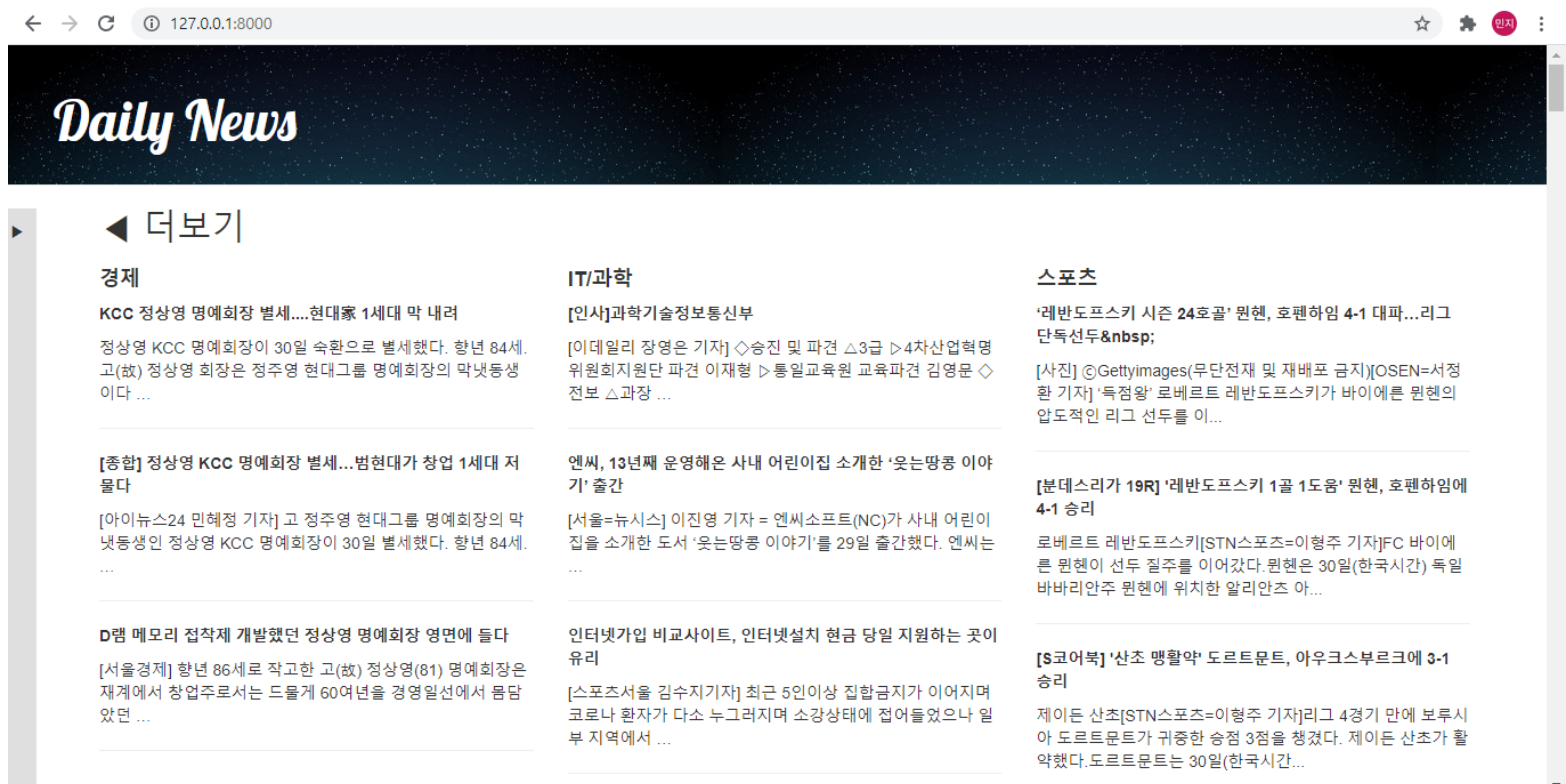 127.0.0.1:8000
민지
Daily News
▶
◀ 더보기
경제
KCC 정상영 명예회장 별세....현대家 1세대 막 내려
정상영 KCC 명예회장이 30일 숙환으로 별세했다. 향년 84세.
고(故) 정상영 회장은 정주영 현대그룹 명예회장의 막냇동생
이다 ...
[종합] 정상영 KCC 명예회장 별세…범현대가 창업 1세대 저
물다
[아이뉴스24 민혜정 기자] 고 정주영 현대그룹 명예회장의 막
냇동생인 정상영 KCC 명예회장이 30일 별세했다. 향년 84세.
...
D램 메모리 접착제 개발했던 정상영 명예회장 영면에 들다
[서울경제] 향년 86세로 작고한 고(故) 정상영(81) 명예회장은
재계에서 창업주로서는 드물게 60여년을 경영일선에서 몸담
았던 ...
IT/과학
[인사]과학기술정보통신부
[이데일리 장영은 기자] ◇승진 및 파견 △3급 ▷4차산업혁명
위원회지원단 파견 이재형 ▷통일교육원 교육파견 김영문 ◇
전보 △과장 ...
엔씨, 13년째 운영해온 사내 어린이집 소개한 ‘웃는땅콩 이야
기’ 출간
[서울=뉴시스] 이진영 기자 = 엔씨소프트(NC)가 사내 어린이
집을 소개한 도서 ‘웃는땅콩 이야기’를 29일 출간했다. 엔씨는
...
인터넷가입 비교사이트, 인터넷설치 현금 당일 지원하는 곳이
유리
[스포츠서울 김수지기자] 최근 5인이상 집합금지가 이어지며
코로나 환자가 다소 누그러지며 소강상태에 접어들었으나 일
부 지역에서 ...
스포츠
‘레반도프스키 시즌 24호골’ 뮌헨, 호펜하임 4-1 대파…리그
단독선두&nbsp;
[사진] ⓒGettyimages(무단전재 및 재배포 금지)[OSEN=서정
환 기자] ‘득점왕’ 로베르트 레반도프스키가 바이에른 뮌헨의
압도적인 리그 선두를 이...
[분데스리가 19R] '레반도프스키 1골 1도움' 뮌헨, 호펜하임에
4-1 승리
로베르트 레반도프스키[STN스포츠=이형주 기자]FC 바이에
른 뮌헨이 선두 질주를 이어갔다.뮌헨은 30일(한국시간) 독일
바바리안주 뮌헨에 위치한 알리안츠 아...
[S코어북] '산초 맹활약' 도르트문트, 아우크스부르크에 3-1
승리
제이든 산초[STN스포츠=이형주 기자]리그 4경기 만에 보루시
아 도르트문트가 귀중한 승점 3점을 챙겼다. 제이든 산초가 활
약했다.도르트문트는 30일(한국시간...